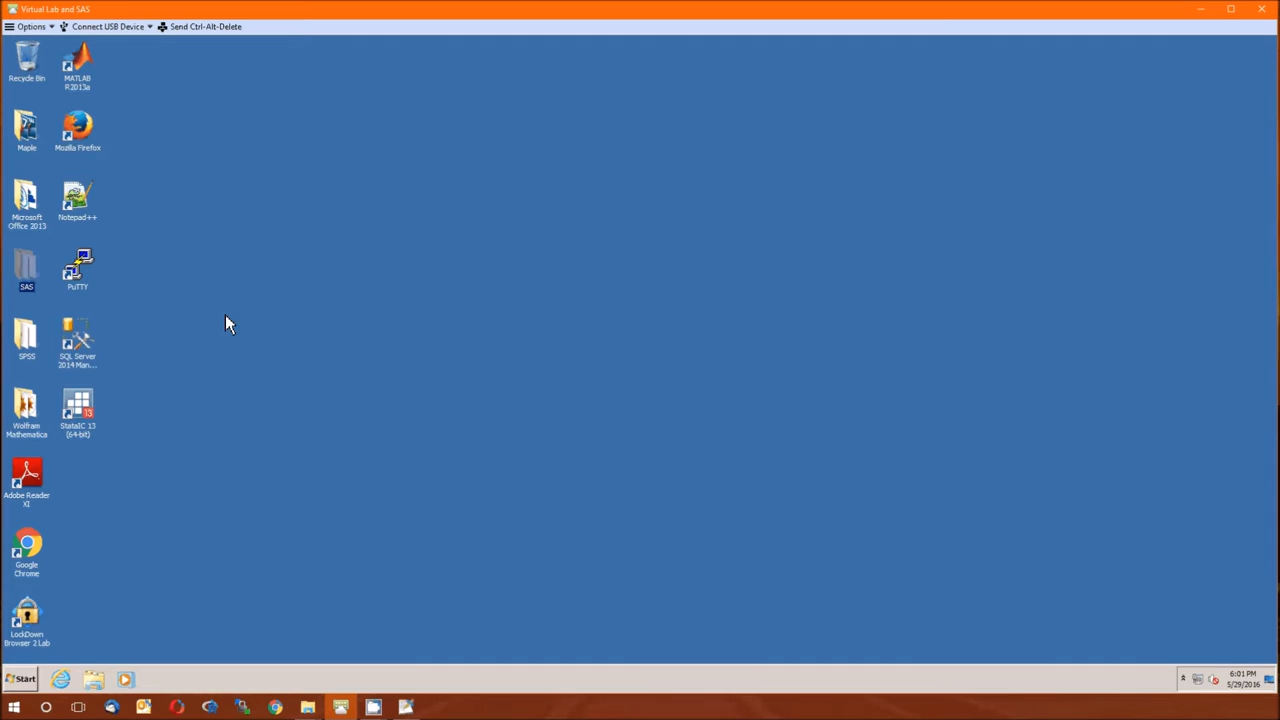 Virtual Lab and SAS
Options
Connect USB Device
Send Ctrl-Alt-Delete
Recycle Bin
MATLAB
R2013a
Maple
Mozilla Firefox
Microsoft
Office 2013
Notepad++
SAS
PuTTY
SPSS
SQL Server
2014 Man...
Wolfram
Mathematica
13
StataIC 13
(64-bit)
Adobe Reader
XI
Google
Chrome
LockDown
Browser 2 Lab
Start
6:01 PM
5/29/2016